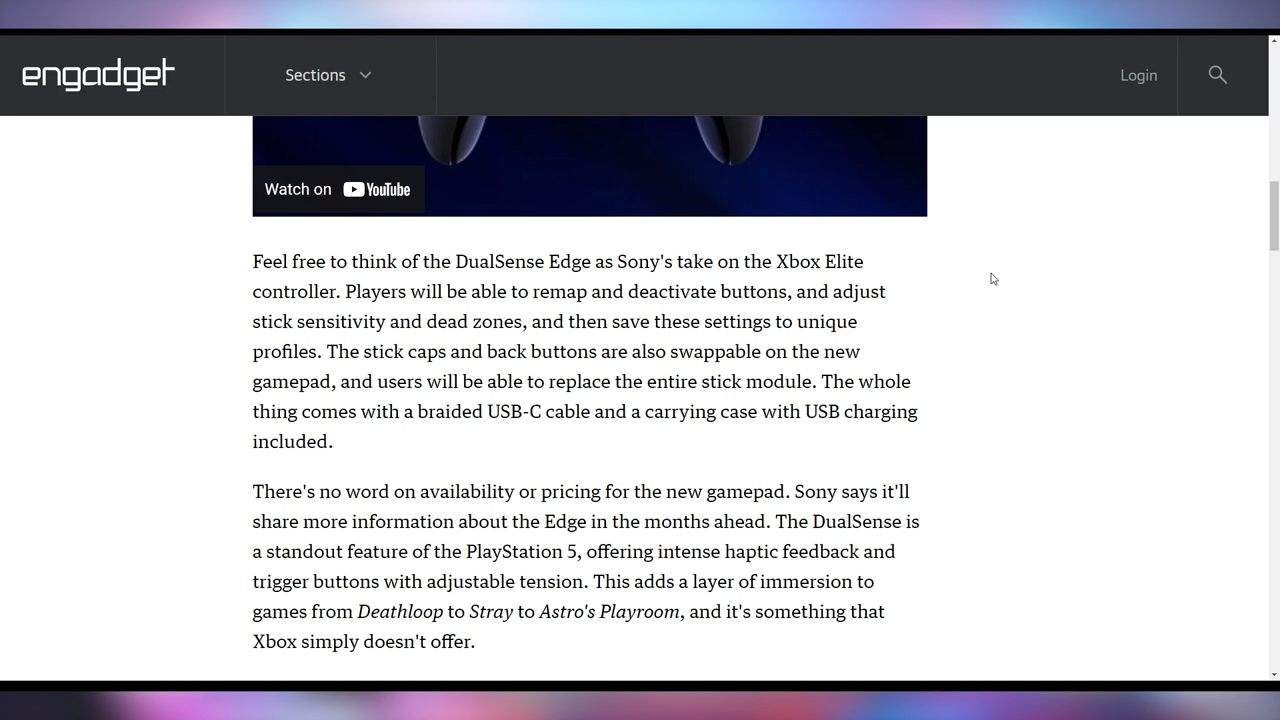 engadget
Sections
Login
Watch on YouTube
Feel free to think of the DualSense Edge as Sony's take on the Xbox Elite
controller. Players will be able to remap and deactivate buttons, and adjust
stick sensitivity and dead zones, and then save these settings to unique
profiles. The stick caps and back buttons are also swappable on the new
gamepad, and users will be able to replace the entire stick module. The whole
thing comes with a braided USB-C cable and a carrying case with USB charging
included.
There's no word on availability or pricing for the new gamepad. Sony says it'll
share more information about the Edge in the months ahead. The DualSense is
a standout feature of the PlayStation 5, offering intense haptic feedback and
trigger buttons with adjustable tension. This adds a layer of immersion to
games from Deathloop to Stray to Astro's Playroom, and it's something that
Xbox simply doesn't offer.